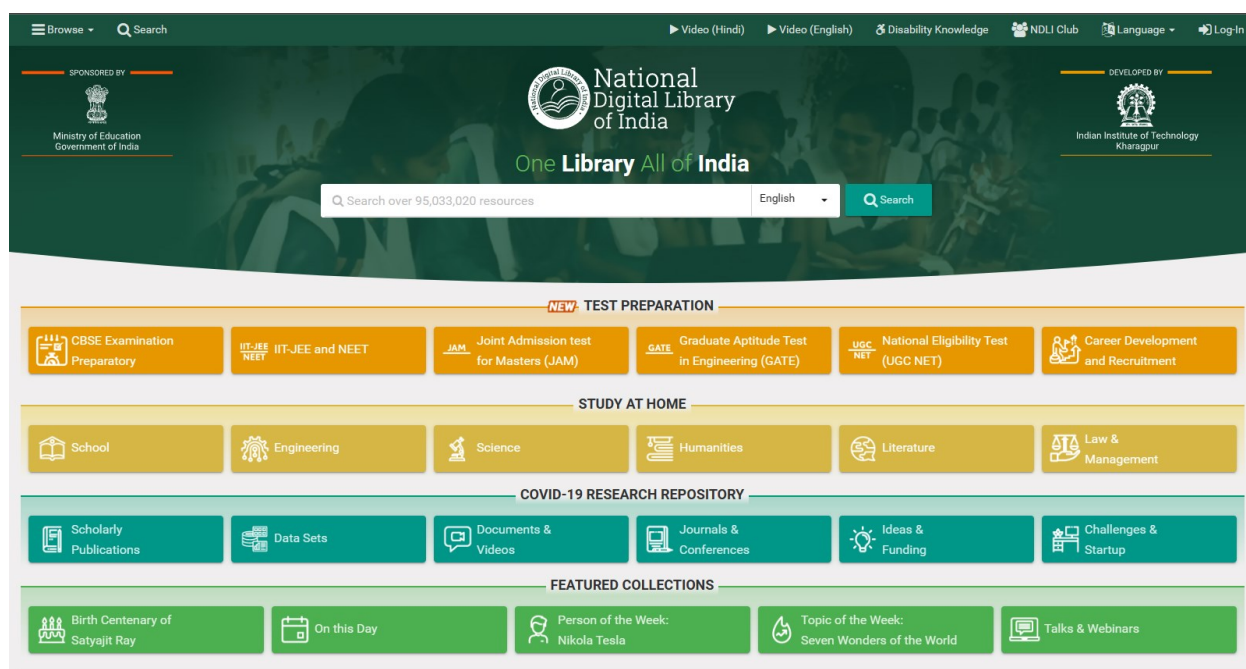 Browse
Search
Video (Hindi)
Video (English)
Disability Knowledge
NDLI Club
Language
Log-In
SPONSORED BY
Ministry of Education
Government of India
National Digital Library of India
National
Digital Library
of India
One Library All of India
DEVELOPED BY
Indian Institute of Technology
Kharagpur
Search over 95,033,020 resources
English
Search
NEW TEST PREPARATION
CBSE Examination
Preparatory
IIT-JEE
NEET
IIT-JEE and NEET
JAM
Joint Admission test
for Masters (JAM)
GATE
Graduate Aptitude Test
in Engineering (GATE)
UGC
NET
National Eligibility Test
(UGC NET)
Career Development
and Recruitment
STUDY AT HOME
School
Engineering
Science
Humanities
Literature
Law &
Management
COVID-19 RESEARCH REPOSITORY
Scholarly
Publications
Data Sets
Documents &
Videos
Journals &
Conferences
Ideas &
Funding
Challenges &
Startup
FEATURED COLLECTIONS
Birth Centenary of
Satyajit Ray
On this Day
Person of the Week:
Nikola Tesla
Topic of the Week:
Seven Wonders of the World
Talks & Webinars